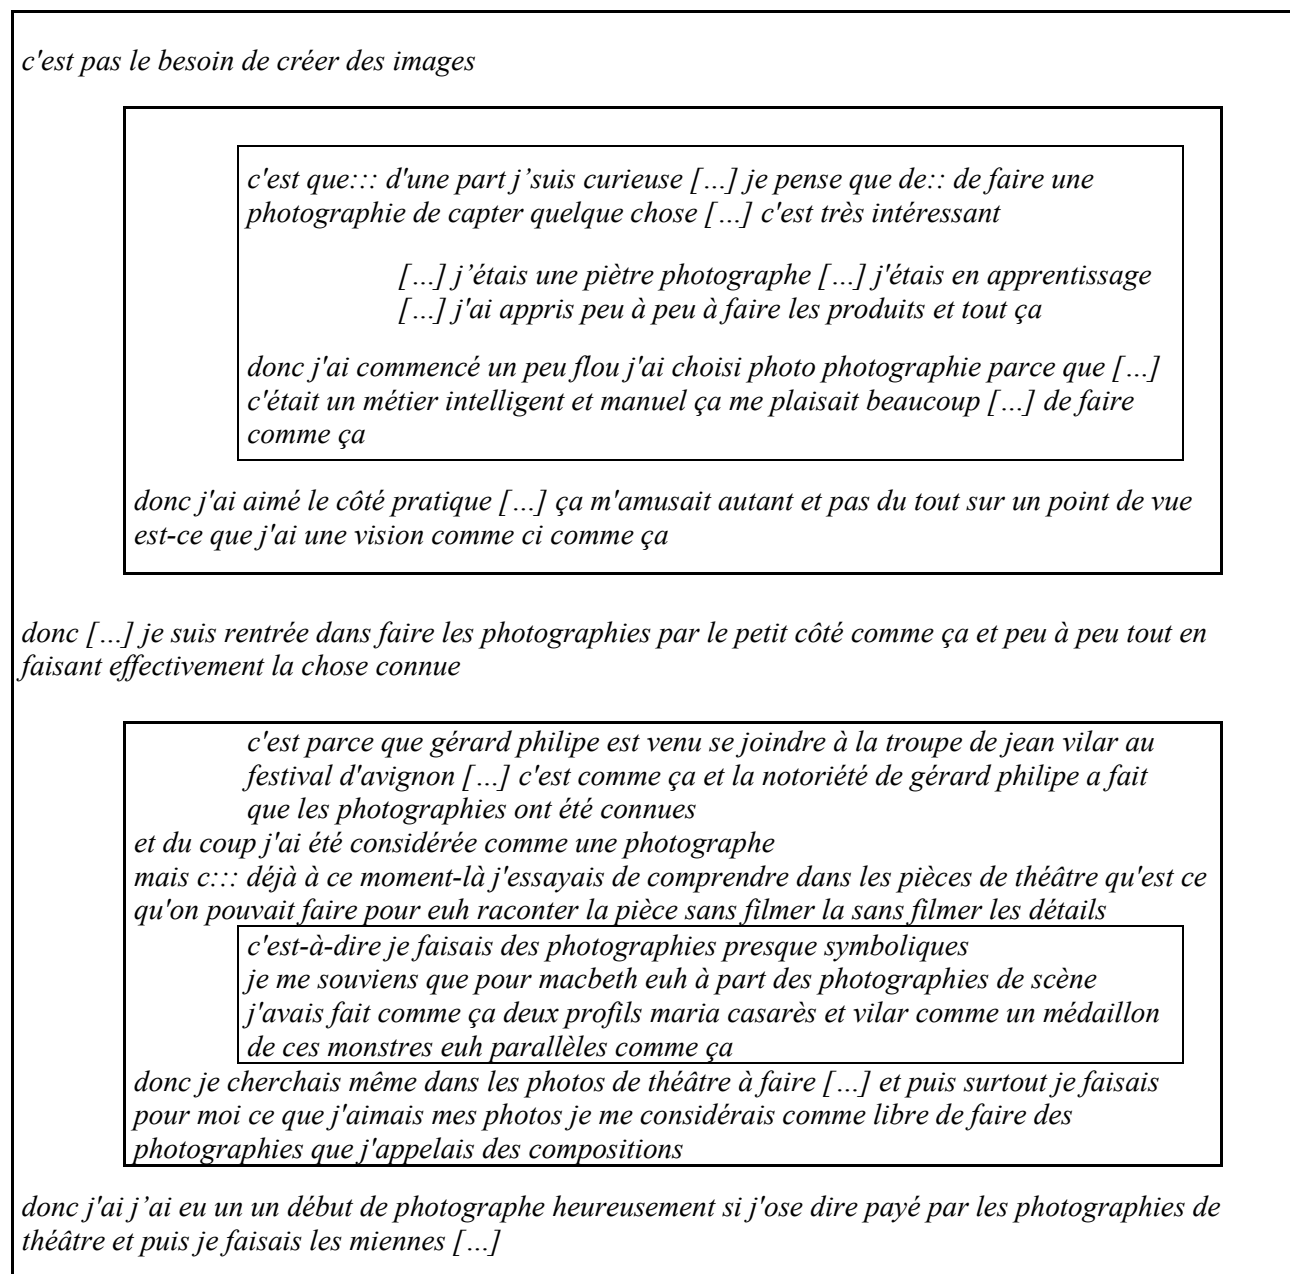 c'est pas le besoin de créer des images
c'est que::: d'une part j’suis curieuse […] je pense que de:: de faire une
photographie de capter quelque chose […] c'est très intéressant
[…] j’étais une piètre photographe […] j'étais en apprentissage
[…] j'ai appris peu à peu à faire les produits et tout ça
donc j'ai commencé un peu flou j'ai choisi photo photographie parce que […]
c'était un métier intelligent et manuel ça me plaisait beaucoup […] de faire
comme ça
donc j'ai aimé le côté pratique […] ça m'amusait autant et pas du tout sur un point de vue
est-ce que j'ai une vision comme ci comme ça
donc […] je suis rentrée dans faire les photographies par le petit côté comme ça et peu à peu tout en
faisant effectivement la chose connue
c'est parce que gérard philipe est venu se joindre à la troupe de jean vilar au
festival d'avignon […] c'est comme ça et la notoriété de gérard philipe a fait
que les photographies ont été connues
et du coup j'ai été considérée comme une photographe
mais c::: déjà à ce moment-là j'essayais de comprendre dans les pièces de théâtre qu'est ce
qu'on pouvait faire pour euh raconter la pièce sans filmer la sans filmer les détails
c'est-à-dire je faisais des photographies presque symboliques
je me souviens que pour macbeth euh à part des photographies de scène
j'avais fait comme ça deux profils maria casarès et vilar comme un médaillon
de ces monstres euh parallèles comme ça
donc je cherchais même dans les photos de théâtre à faire […] et puis surtout je faisais
pour moi ce que j'aimais mes photos je me considérais comme libre de faire des
photographies que j'appelais des compositions
donc j'ai j’ai eu un un début de photographe heureusement si j'ose dire payé par les photographies de
théâtre et puis je faisais les miennes […]